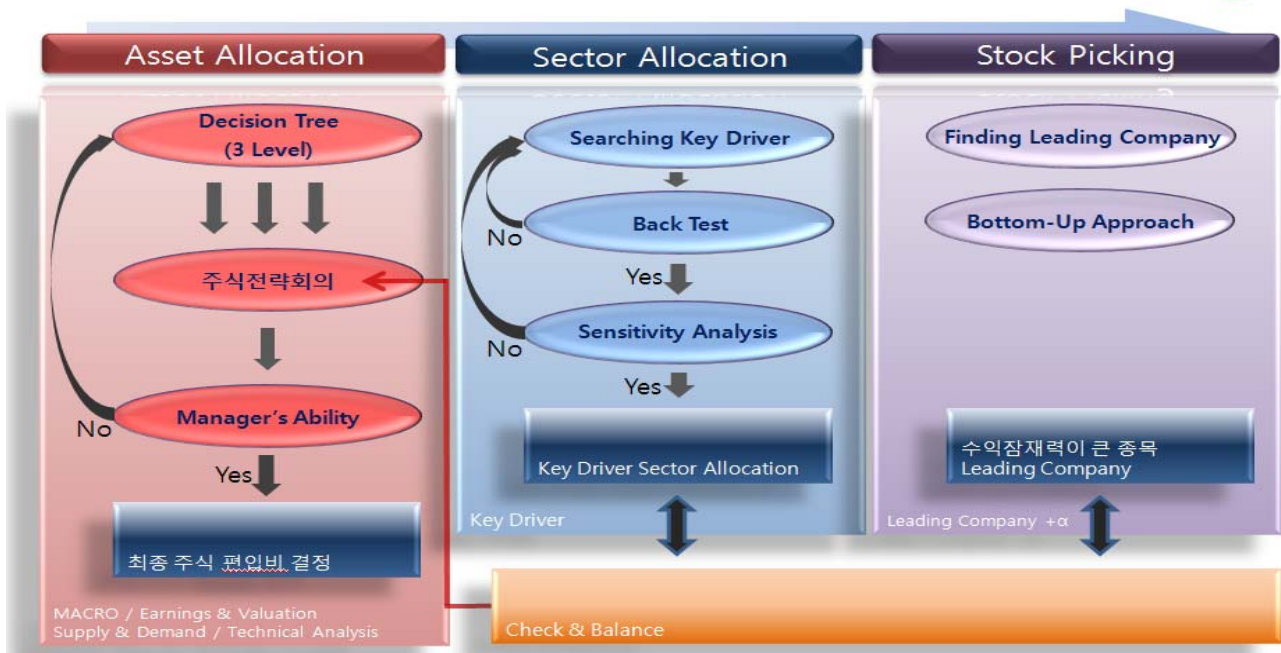 Asset Allocation
Sector Allocation
Stock Picking
Decision Tree
(3 Level)
주식전략회의
Manager's Ability
No
Yes
최종 주식 편입비 결정
MACRO / Earnings & Valuation
Supply & Demand / Technical Analysis
Searching Key Driver
Back Test
No
Yes
Sensitivity Analysis
No
Yes
Key Driver Sector Allocation
Key Driver
Finding Leading Company
Bottom-Up Approach
수익잠재력이 큰 종목
Leading Company
Leading Company +α
Check & Balance